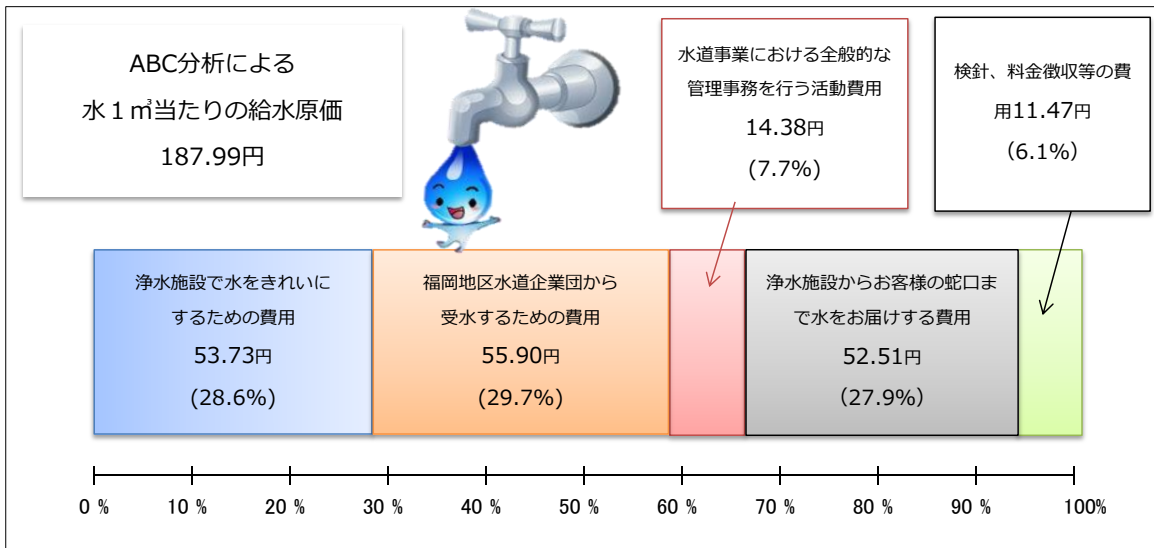 ABC分析による
水１㎥当たりの給水原価
187.99円
水道事業における全般的な
管理事務を行う活動費用
14.38円
(7.7%)
検針、料金徴収等の費
用11.47円
（6.1%）
浄水施設で水をきれいに
するための費用
53.73円
(28.6%)
福岡地区水道企業団から
受水するための費用
55.90円
(29.7%)
浄水施設からお客様の蛇口ま
で水をお届けする費用
52.51円
（27.9%）
0 %
10 %
20 %
30 %
40 %
50 %
60 %
70 %
80 %
90 %
100%